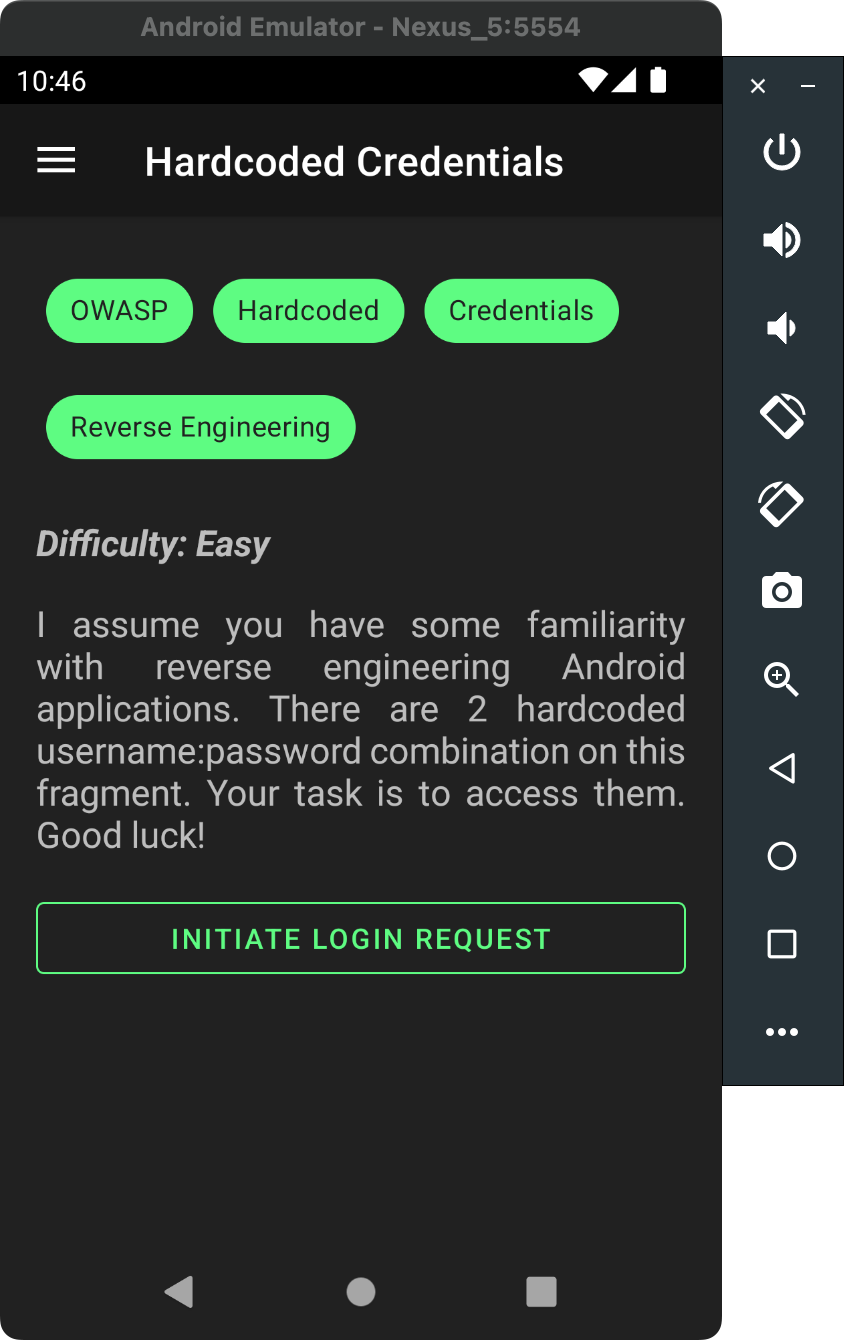 Android Emulator - Nexus_5:5554
10:46
Hardcoded Credentials
OWASP
Hardcoded
Credentials
Reverse Engineering
Difficulty: Easy
I assume you have some familiarity
with reverse engineering Android
applications. There are 2 hardcoded
username:password combination on this
fragment. Your task is to access them.
Good luck!
INITIATE LOGIN REQUEST